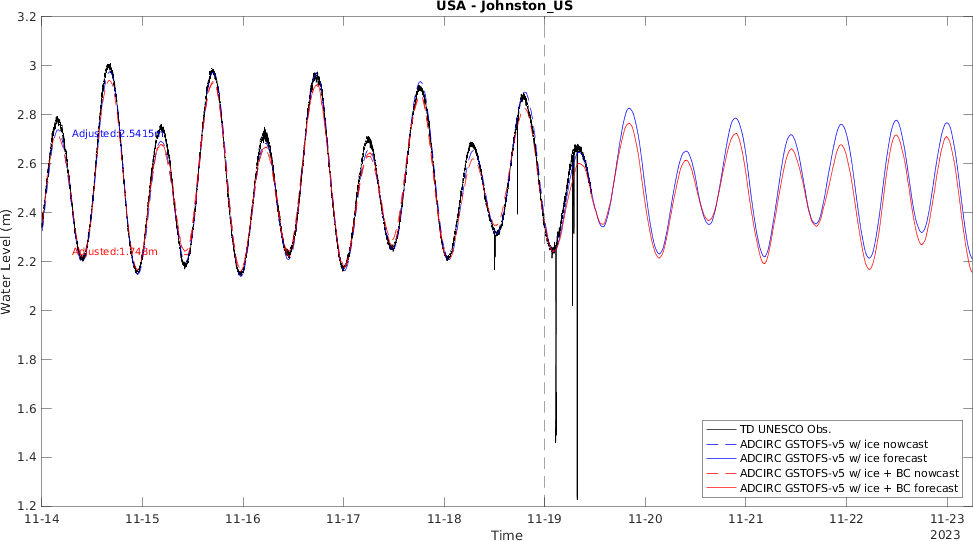 USA - Johnston_US
3.2
3
2.8
2.6
2.4
2.2
2
1.8
1.6
1.4
1.2
Water Level (m)
Adjusted:2.5415m
Adjusted:1.748m
TD UNESCO Obs.
ADCIRC GSTOFS-v5 w/ ice nowcast
ADCIRC GSTOFS-v5 w/ ice forecast
ADCIRC GSTOFS-v5 w/ ice + BC nowcast
ADCIRC GSTOFS-v5 w/ ice + BC forecast
11-14 11-15 11-16 11-17 11-18 11-19 11-20 11-21 11-22 11-23
Time
2023